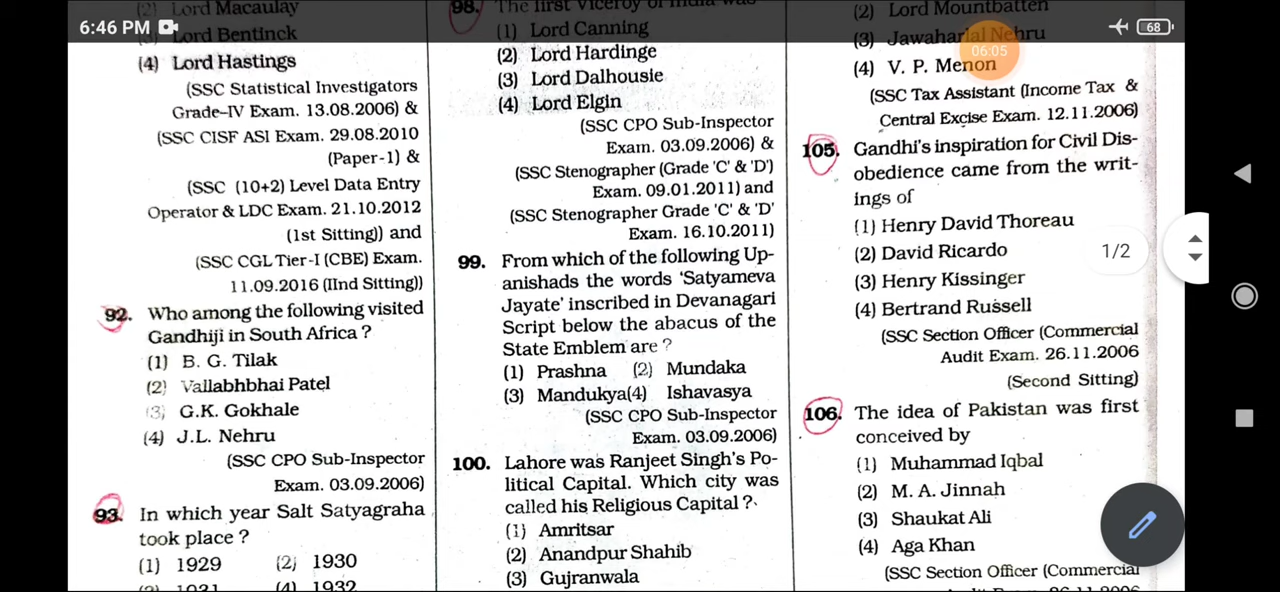 6:46 PM
68
06:05
1/2
(2) Lord Macaulay
(3) Lord Bentinck
(4) Lord Hastings
(SSC Statistical Investigators
Grade–IV Exam. 13.08.2006) &
(SSC CISF ASI Exam. 29.08.2010
(Paper-1) &
(SSC (10+2) Level Data Entry
Operator & LDC Exam. 21.10.2012
(1st Sitting)) and
(SSC CGL Tier-I (CBE) Exam.
11.09.2016 (IInd Sitting))
92. Who among the following visited
Gandhiji in South Africa ?
(1) B. G. Tilak
(2) Vallabhbhai Patel
(3) G.K. Gokhale
(4) J.L. Nehru
(SSC CPO Sub-Inspector
Exam. 03.09.2006)
93. In which year Salt Satyagraha
took place ?
(1) 1929 (2) 1930
(3) 1931 (4) 1932
98. The first Viceroy of India was
(1) Lord Canning
(2) Lord Hardinge
(3) Lord Dalhousie
(4) Lord Elgin
(SSC CPO Sub-Inspector
Exam. 03.09.2006) &
(SSC Stenographer (Grade 'C' & 'D')
Exam. 09.01.2011) and
(SSC Stenographer Grade 'C' & 'D'
Exam. 16.10.2011)
99. From which of the following Up-
anishads the words 'Satyameva
Jayate' inscribed in Devanagari
Script below the abacus of the
State Emblem are ?
(1) Prashna (2) Mundaka
(3) Mandukya(4) Ishavasya
(SSC CPO Sub-Inspector
Exam. 03.09.2006)
100. Lahore was Ranjeet Singh's Po-
litical Capital. Which city was
called his Religious Capital ?
(1) Amritsar
(2) Anandpur Shahib
(3) Gujranwala
(2) Lord Mountbatten
(3) Jawaharlal Nehru
(4) V. P. Menon
(SSC Tax Assistant (Income Tax &
Central Excise Exam. 12.11.2006)
105. Gandhi's inspiration for Civil Dis-
obedience came from the writ-
ings of
(1) Henry David Thoreau
(2) David Ricardo
(3) Henry Kissinger
(4) Bertrand Russell
(SSC Section Officer (Commercial
Audit Exam. 26.11.2006
(Second Sitting)
106. The idea of Pakistan was first
conceived by
(1) Muhammad Iqbal
(2) M. A. Jinnah
(3) Shaukat Ali
(4) Aga Khan
(SSC Section Officer (Commercial